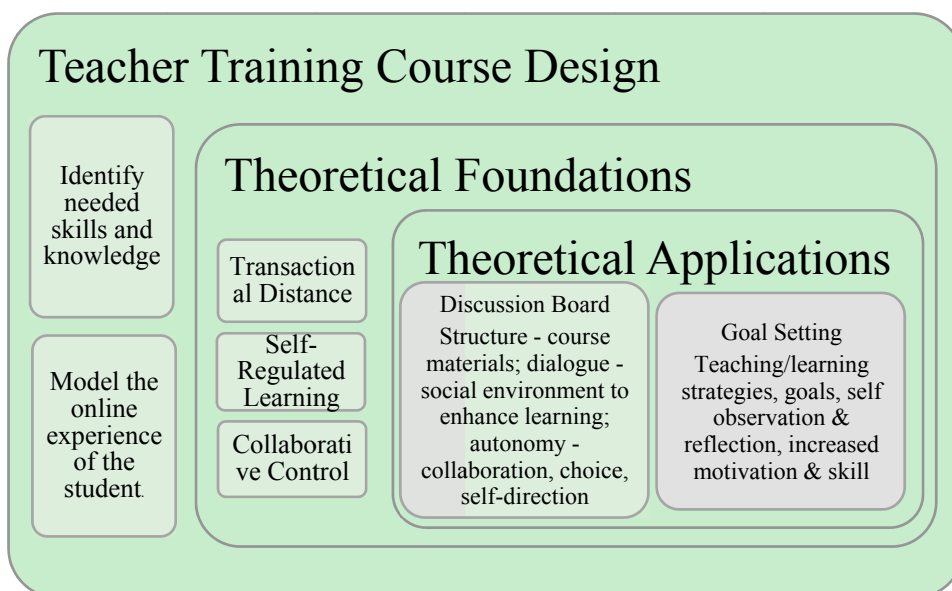 Teacher Training Course Design
Identify
needed
skills and
knowledge
Model the
online
experience
of the
student.
Theoretical Foundations
Transaction
al Distance
Self-
Regulated
Learning
Collaborati
ve Control
Theoretical Applications
Discussion Board
Structure - course
materials; dialogue -
social environment to
enhance learning;
autonomy -
collaboration, choice,
self-direction
Goal Setting
Teaching/learning
strategies, goals, self
observation &
reflection, increased
motivation & skill